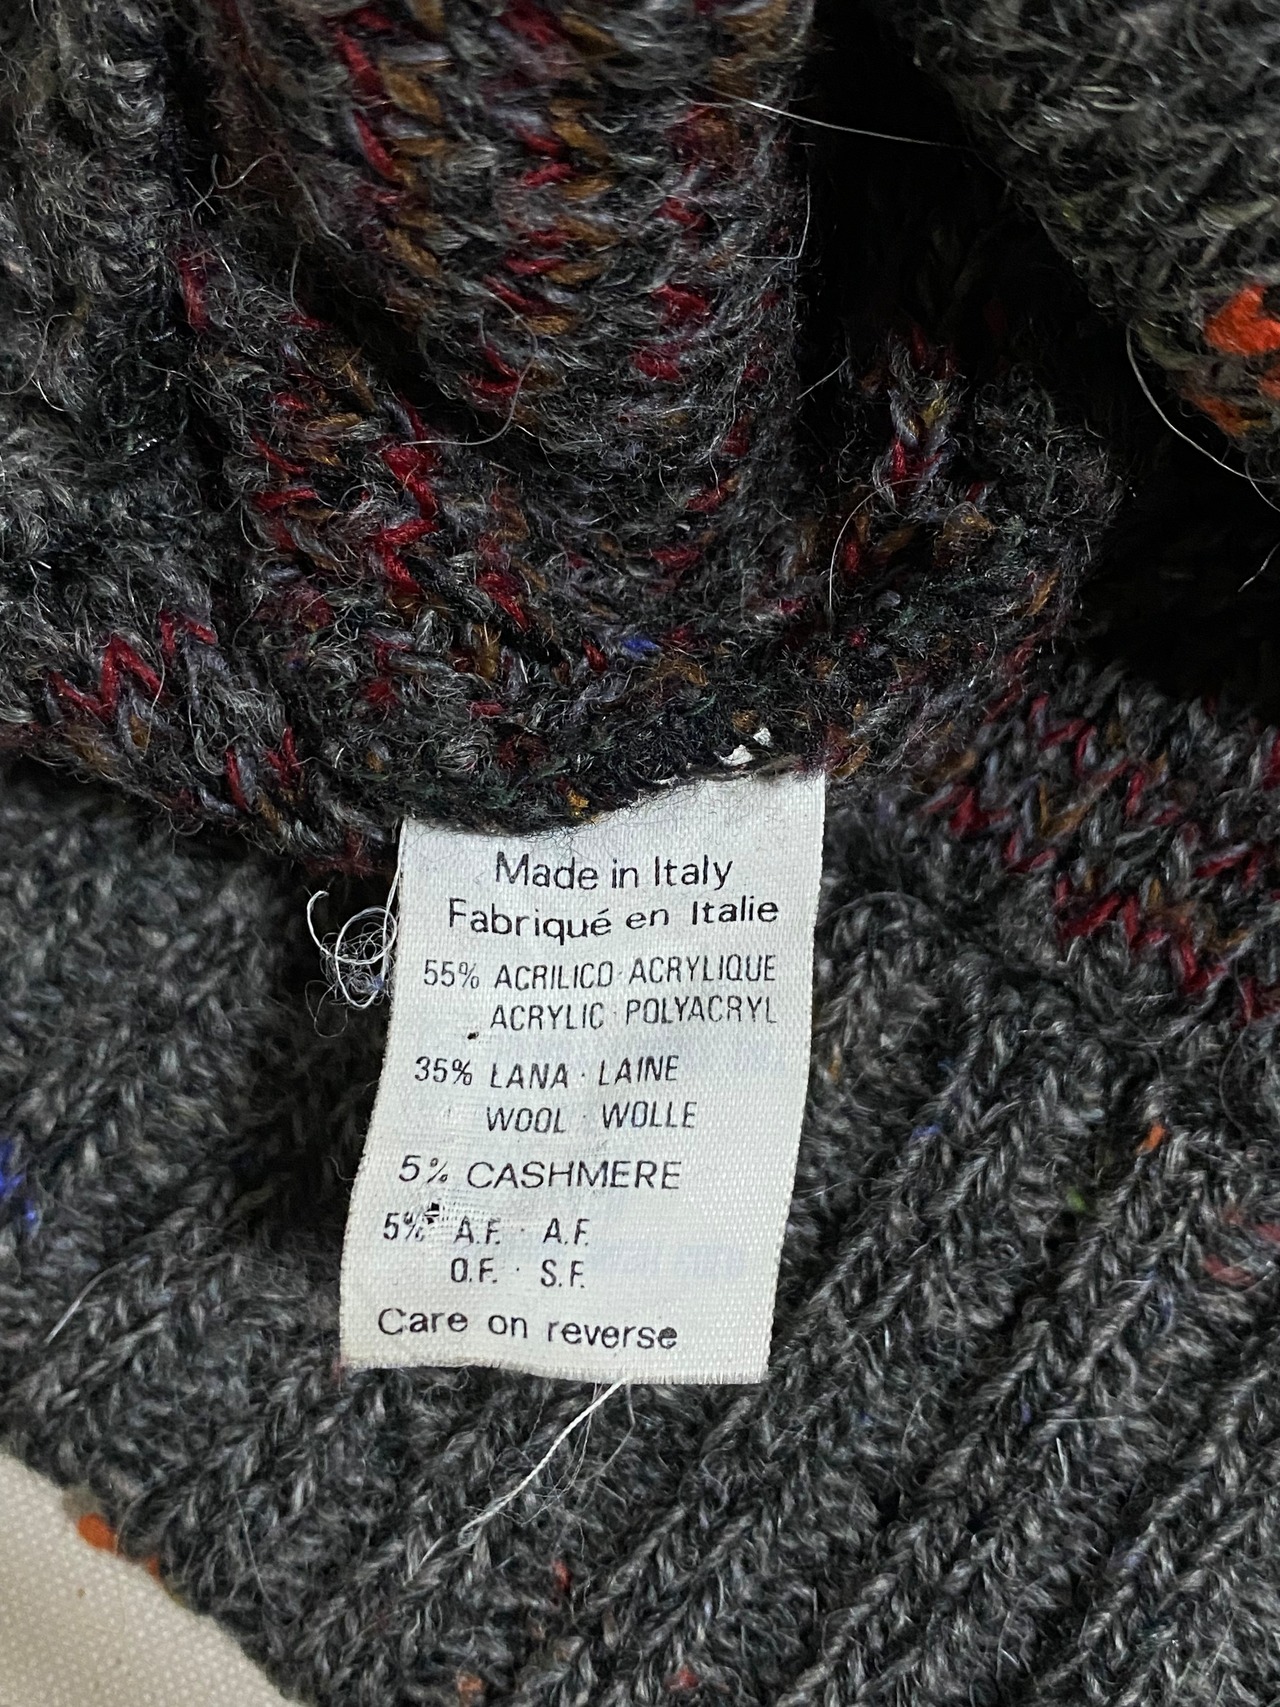 Made in Italy
Fabriqué en Italie
55% ACRILICO · ACRYLIQUE
ACRYLIC · POLYACRYL
35% LANA · LAINE
WOOL · WOLLE
5% CASHMERE
5% A.F. · A.F.
O.F. · S.F.
Care on reverse